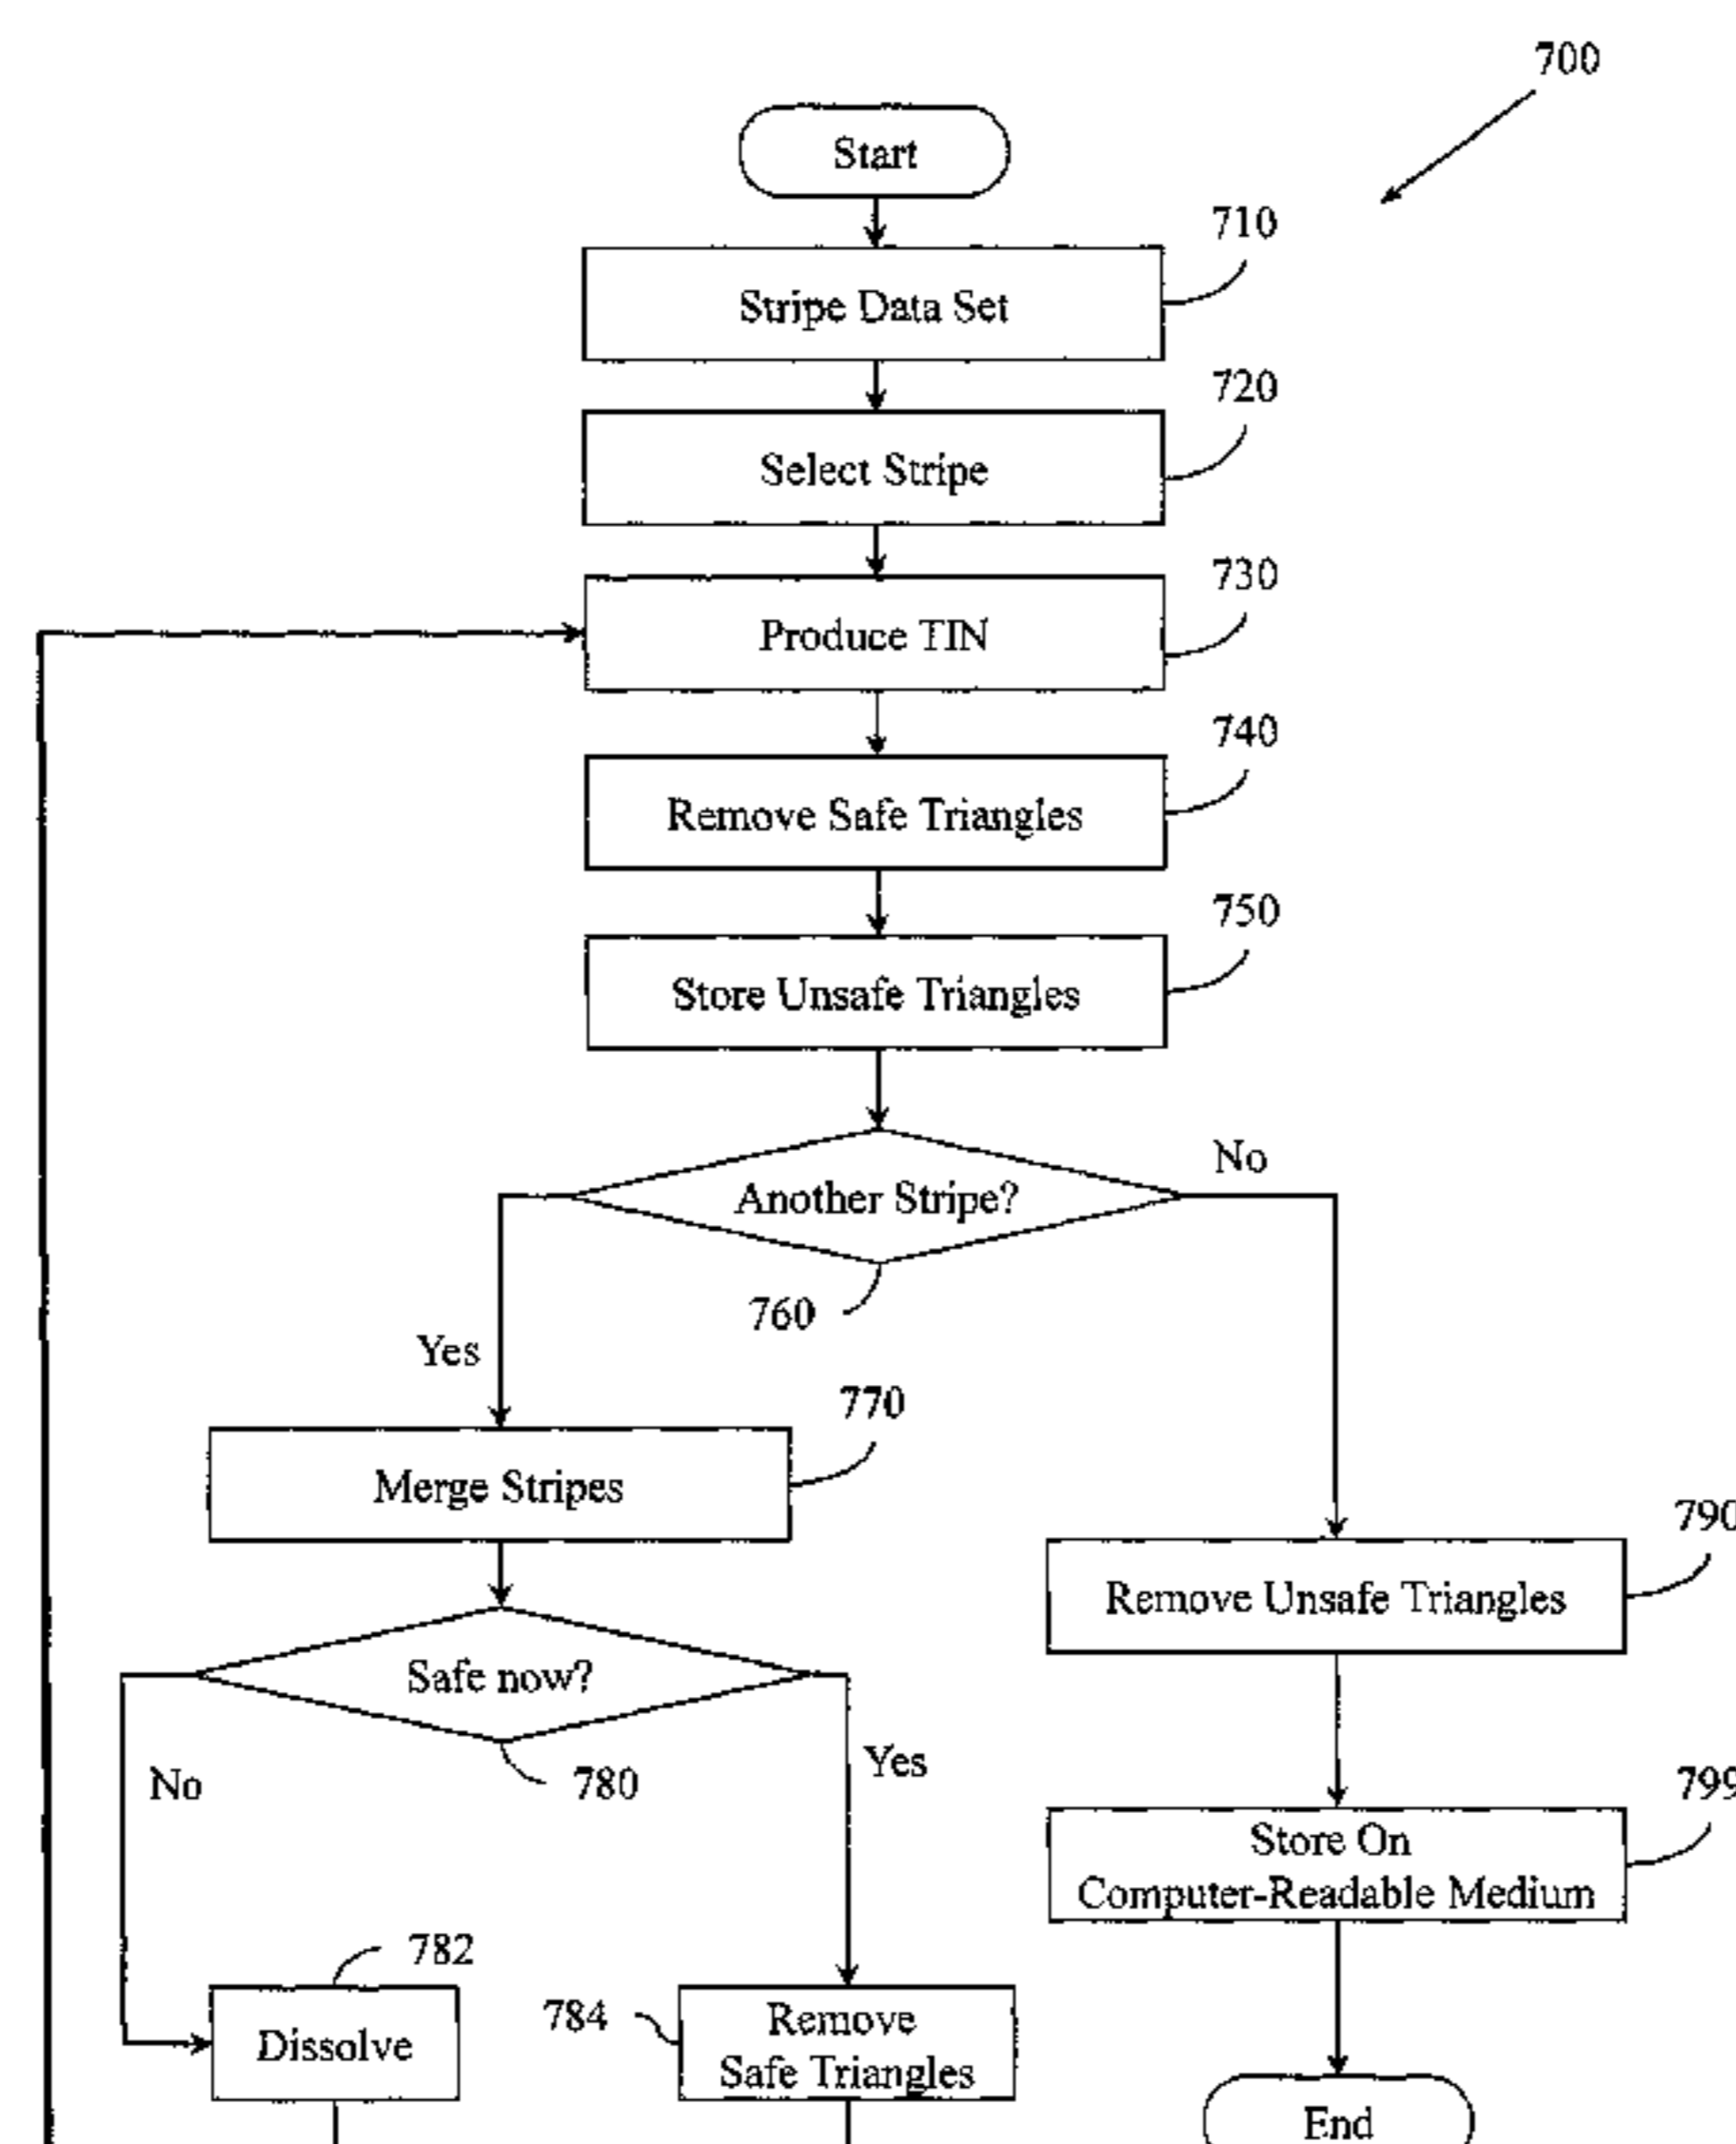 700
Start
710
Stripe Data Set
720
Select Stripe
730
Produce TIN
740
Remove Safe Triangles
750
Store Unsafe Triangles
No
Another Stripe?
760
Yes
770
Merge Stripes
790
Remove Unsafe Triangles
Safe now?
Yes
No
780
799
Store On
Computer-Readable Medium
782
784
Remove
Safe Triangles
Dissolve
End